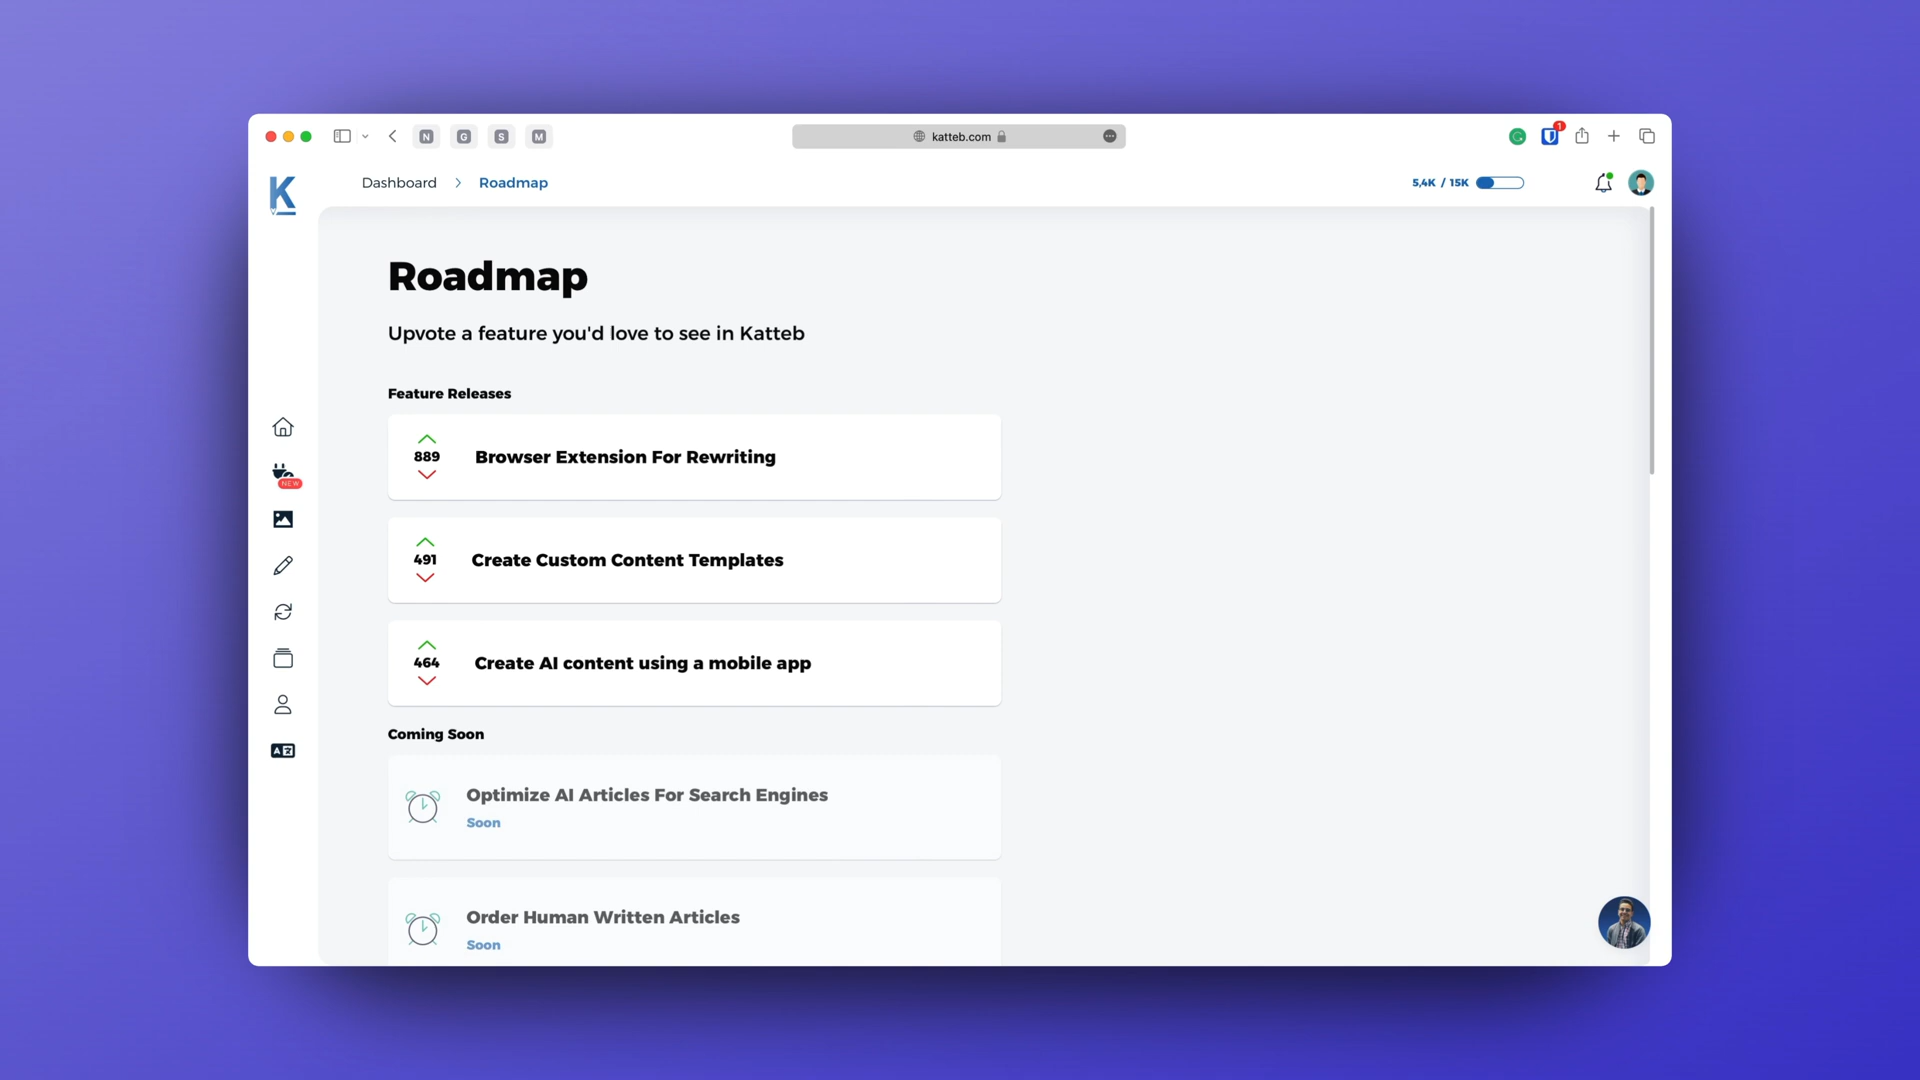 N G S M
katteb.com
1
K
Dashboard > Roadmap
5,4K / 15K
Roadmap
Upvote a feature you'd love to see in Katteb
Feature Releases
889
Browser Extension For Rewriting
NEW
491
Create Custom Content Templates
464
Create AI content using a mobile app
Coming Soon
A
Optimize AI Articles For Search Engines
Soon
Order Human Written Articles
Soon